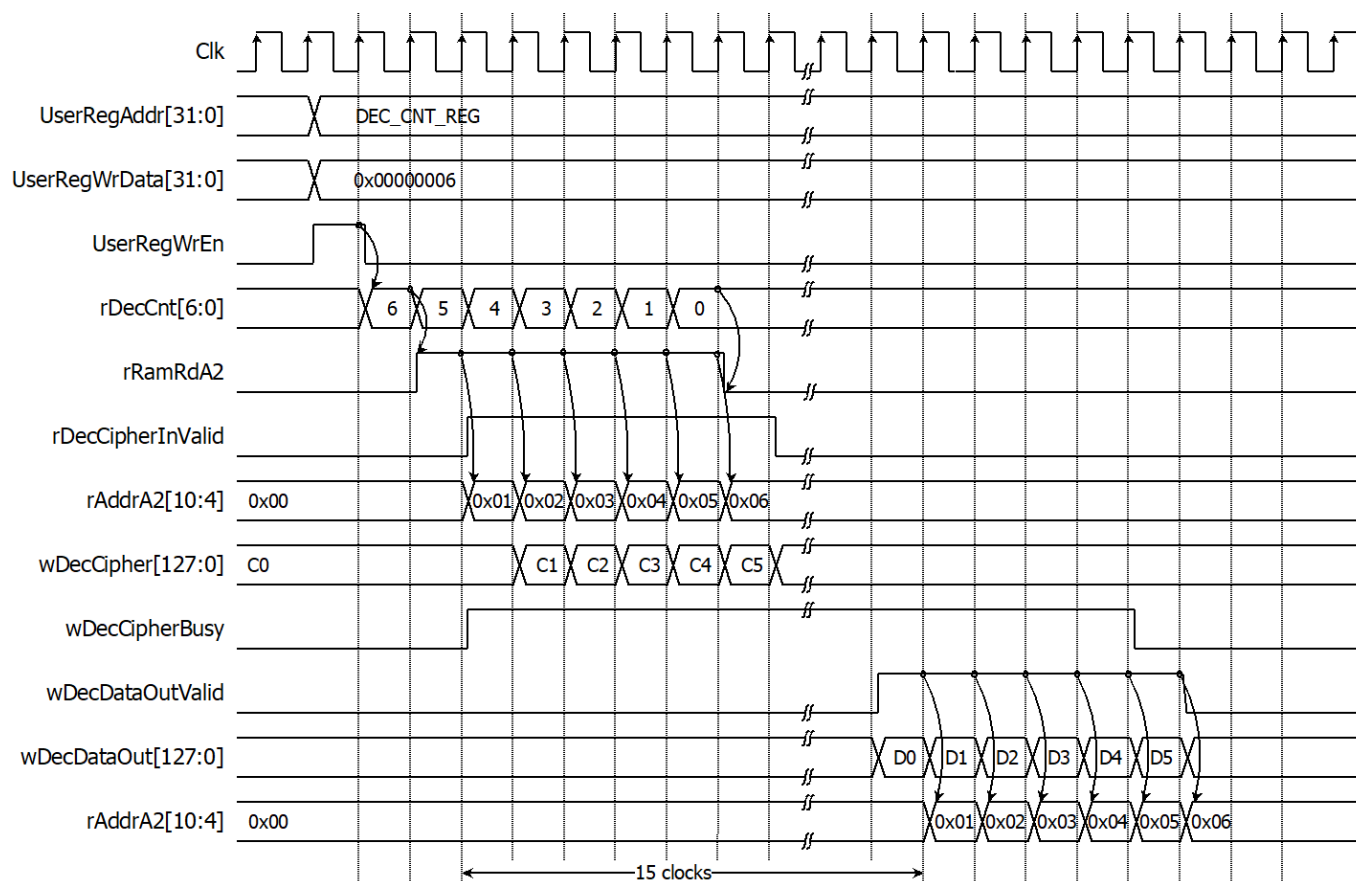 Clk
UserRegAddr[31:0] DEC_CNT_REG
UserRegWrData[31:0] 0x00000006
UserRegWrEn
rDecCnt[6:0] 6 5 4 3 2 1 0
rRamRdA2
rDecCipherInValid
rAddrA2[10:4] 0x00 0x01 0x02 0x03 0x04 0x05 0x06
wDecCipher[127:0] C0 C1 C2 C3 C4 C5
wDecCipherBusy
wDecDataOutValid
wDecDataOut[127:0] D0 D1 D2 D3 D4 D5
rAddrA2[10:4] 0x00 0x01 0x02 0x03 0x04 0x05 0x06
15 clocks